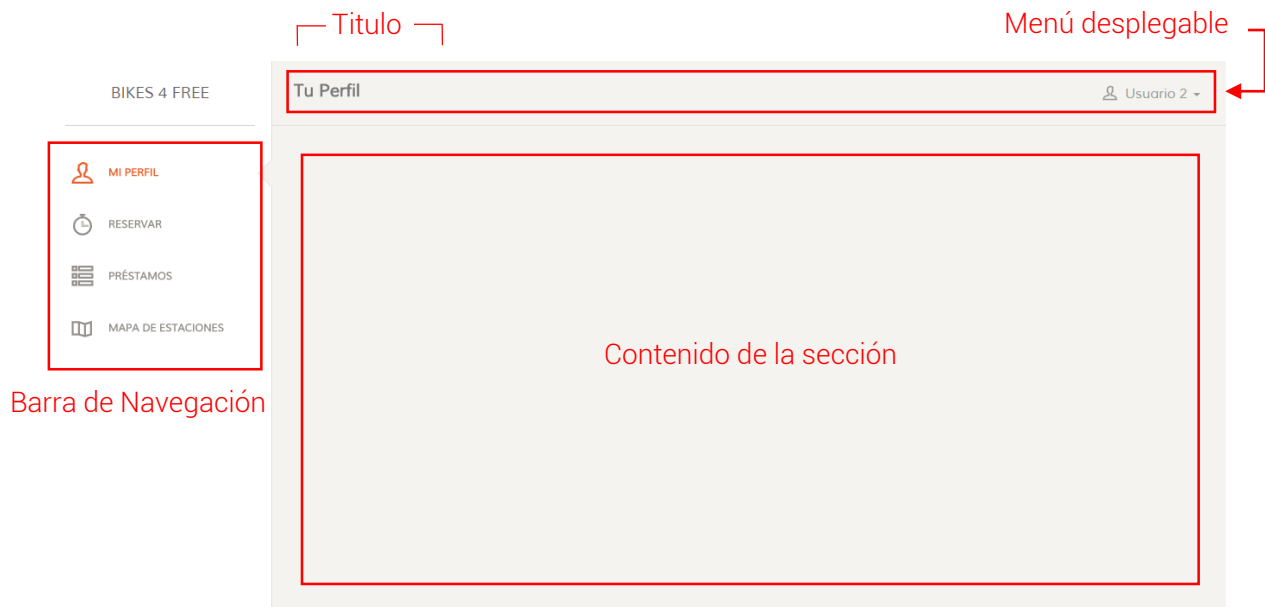 Titulo
Menú desplegable
BIKES 4 FREE
Tu Perfil
Usuario 2
MI PERFIL
RESERVAR
PRÉSTAMOS
MAPA DE ESTACIONES
Contenido de la sección
Barra de Navegación